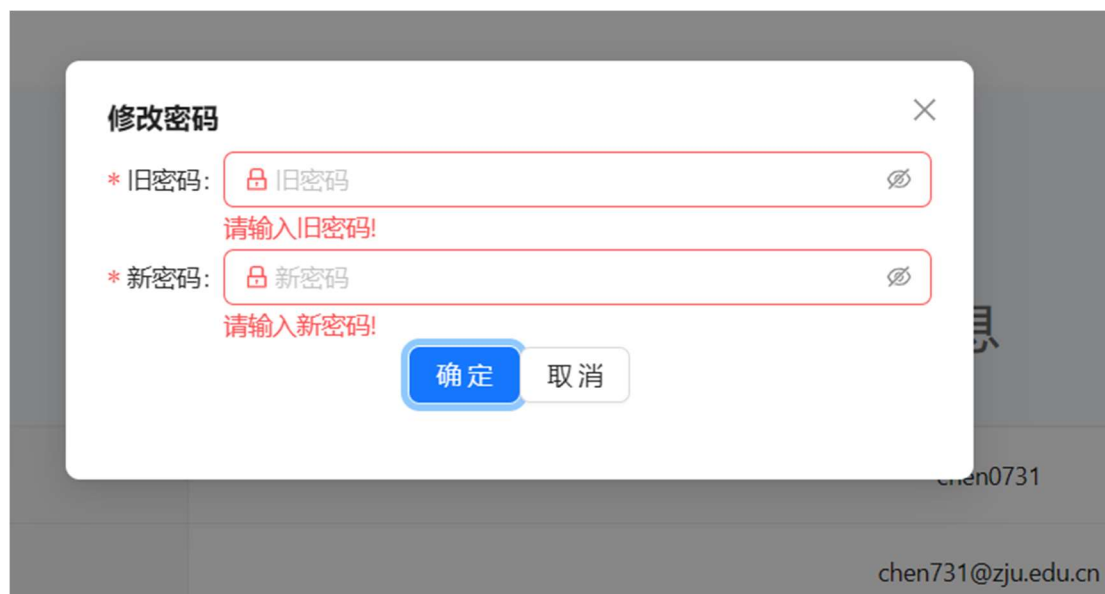 修改密码
* 旧密码: 旧密码
请输入旧密码!
* 新密码: 新密码
请输入新密码!
息
确定 取消
chen0731
chen731@zju.edu.cn